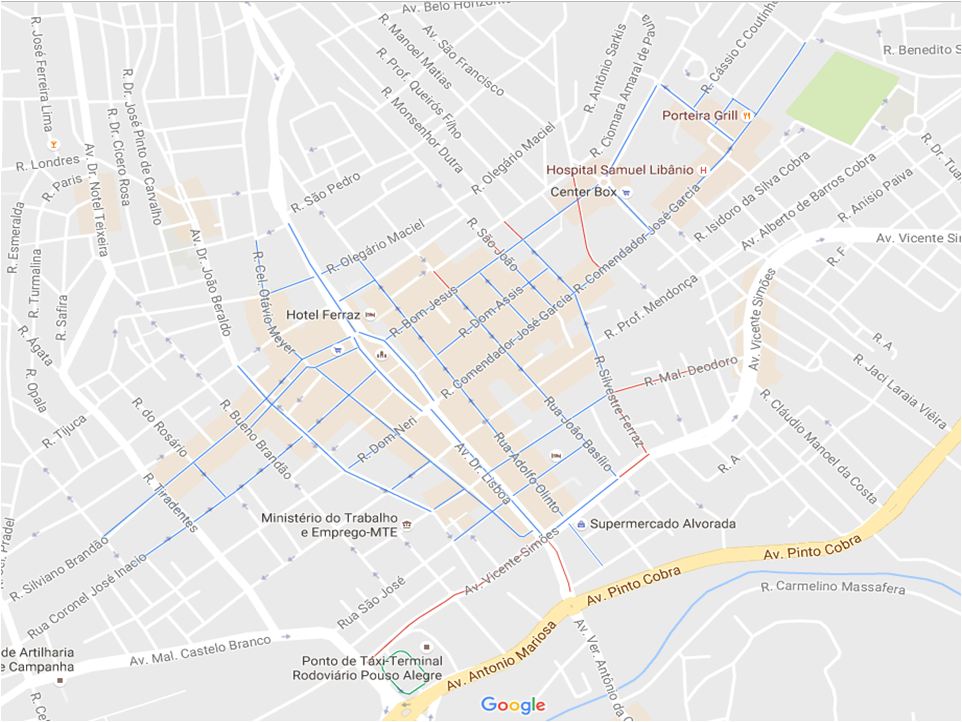 Av. Belo Horizonte
R. José Ferreira Lima
R. Dr. José Pinto de Carvalho
R. Dr. Cícero Rosa
R. Manoel Matias
Av. São Francisco
R. Prof. Queirós Filho
R. Monsenhor Dutra
R. Antônio Sarkis
R. Ciomara Amaral de Pave
R. Cássio C Coutinho
R. Benedito S
Porteira Grill
R. Olegário Maciel
R. Londres
R. Paris
Av. Dr. Notel Teixeira
R. São Pedro
Hospital Samuel Libânio
Center Box
R. Dr. Tua
R. Isidoro da Silva Cobra
Av. Alberto de Barros Cobra
R. Anisio Paiva
R. Esmeralda
R. Turmalina
R. Safira
Av. Dr. João Beraldo
R. Cel. Otávio Meyer
R. Olegário Maciel
R. São João
R. Comendador José Garcia
R. F
Av. Vicente Sim
Hotel Ferraz
R. Bom Jesus
R. Dom Assis
R. Comendador José Garcia
R. Prof. Mendonça
Av. Vicente Simões
R. Ágata
R. Opala
R. Tijuca
R. do Rosário
R. Bueno Brandão
R. Dom Neri
R. Silvestre Ferraz
R. Mal. Deodoro
R. A
R. Jaci Laraia Viêira
R. Cláudio Manoel da Costa
Rua João Basílio
Rua Adolfo Olinto
Av. Dr. Lisboa
R. A
R. Tiradentes
Ministério do Trabalho
e Emprego-MTE
Supermercado Alvorada
R. Silviano Brandão
Rua Coronel José Inacio
Av. Vicente Simões
Av. Pinto Cobra
Av. Pinto Cobra
R. Carmelino Massafera
Rua São José
Av. Mal. Castelo Branco
de Artilharia
e Campanha
Ponto de Táxi-Terminal
Rodoviário Pouso Alegre
Av. Antonio Mariosa
Av. Ver. Antônio da C
R. Ce
Google